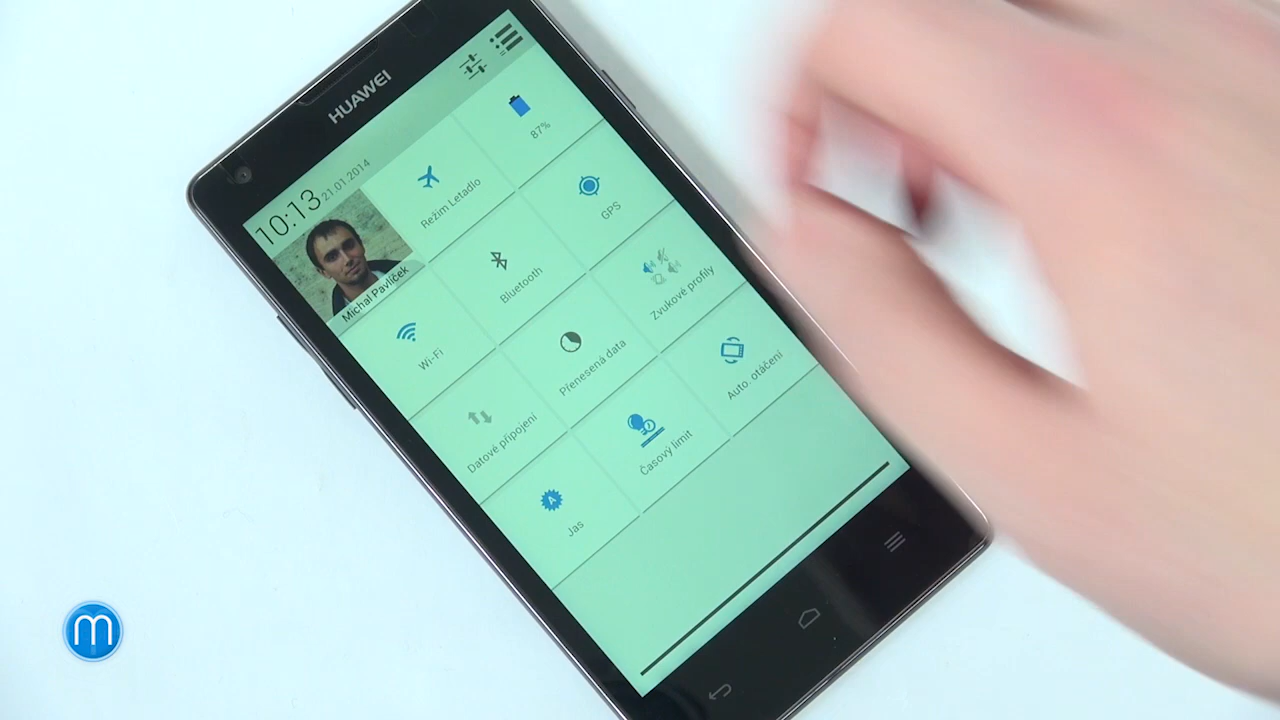 HUAWEI
10:13 21.01.2014
Michal Pavlíček
Režim Letadlo
87%
Wi-Fi
Bluetooth
GPS
Datové připojení
Přenesená data
Zvukové profily
Jas
A
Časový limit
Auto. otáčení
m